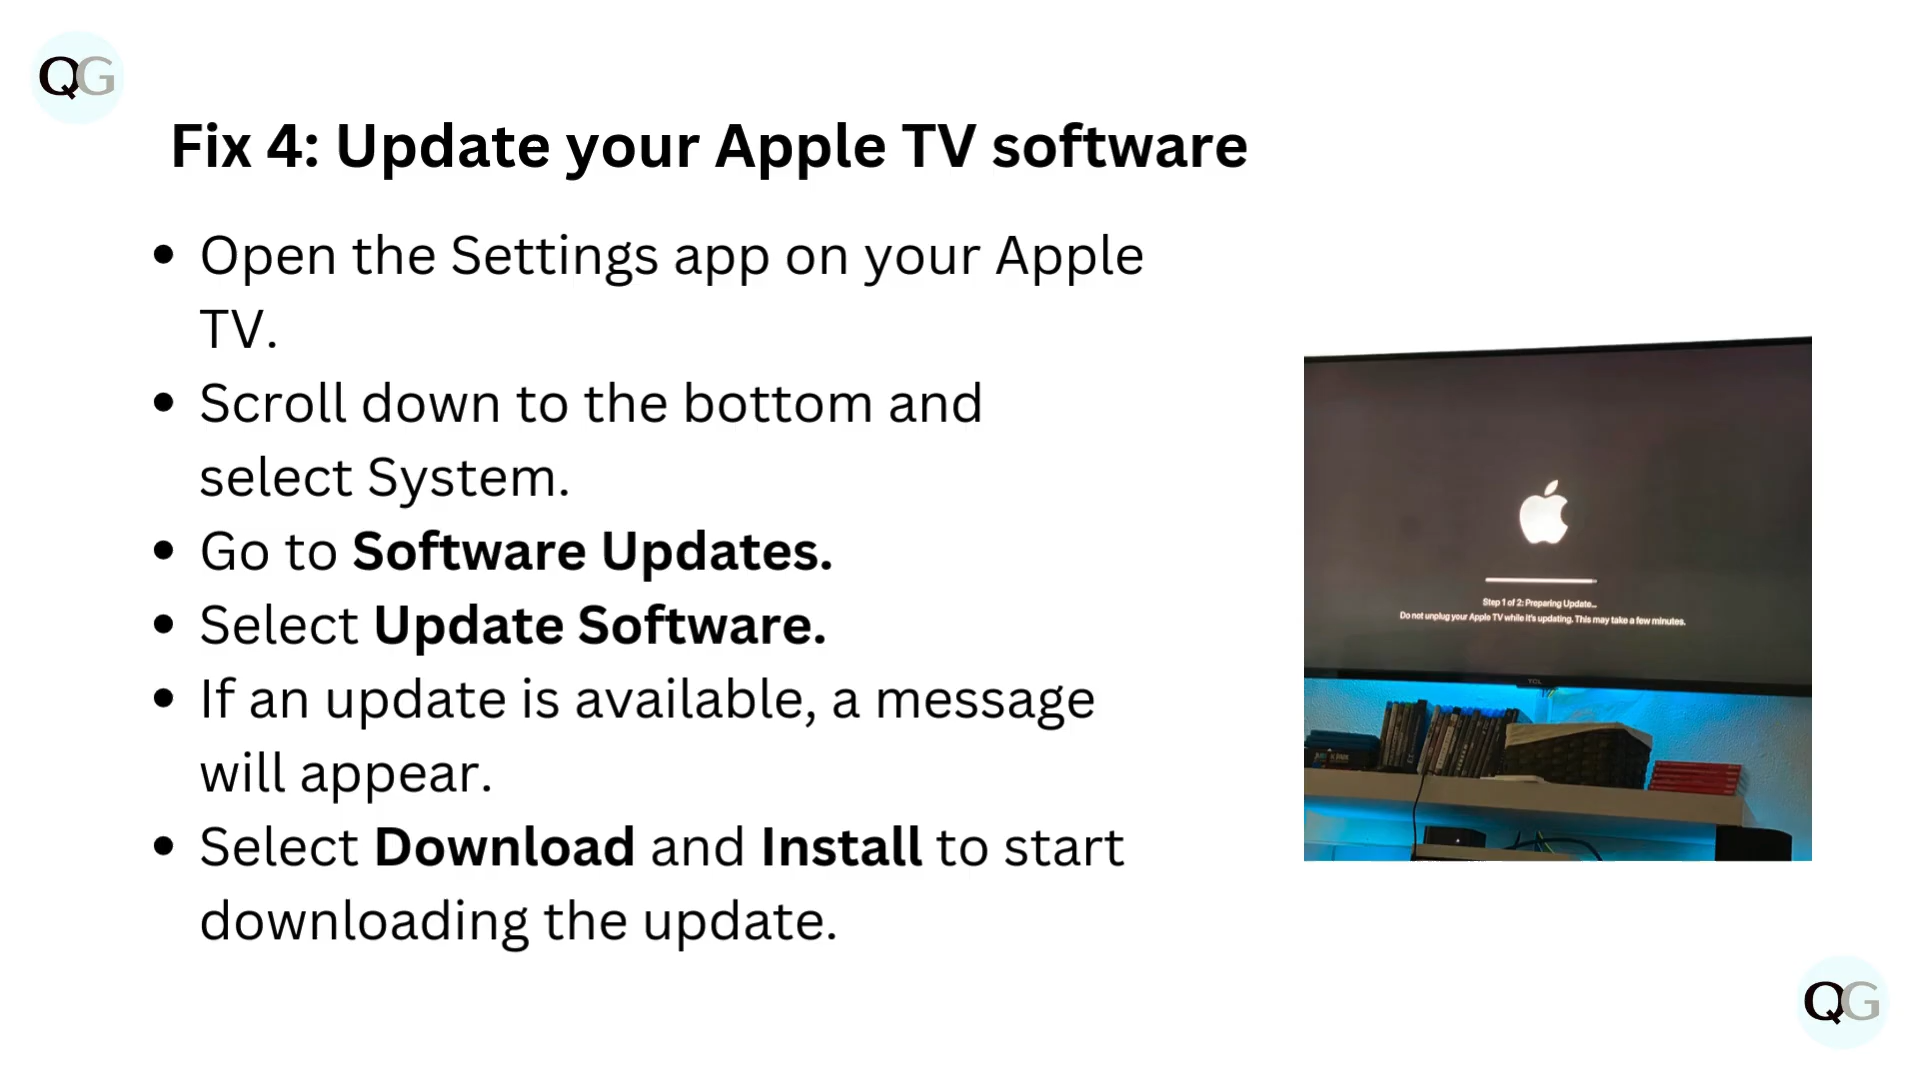 QG
Fix 4: Update your Apple TV software
• Open the Settings app on your Apple
TV.
• Scroll down to the bottom and
select System.
• Go to Software Updates.
• Select Update Software.
• If an update is available, a message
will appear.
• Select Download and Install to start
downloading the update.
Step 1 of 2: Preparing Update...
Do not unplug your Apple TV while it's updating. This may take a few minutes.
TCL
QG